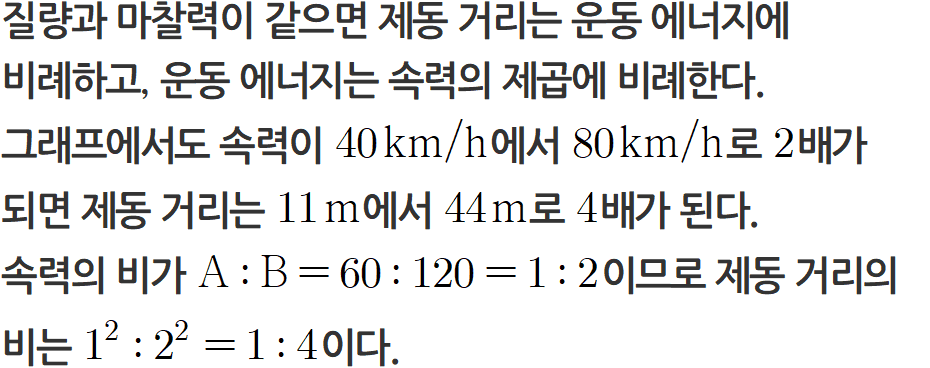 질량과 마찰력이 같으면 제동 거리는 운동 에너지에
비례하고, 운동 에너지는 속력의 제곱에 비례한다.
그래프에서도 속력이 40 km/h에서 80 km/h로 2배가
되면 제동 거리는 11 m에서 44 m로 4배가 된다.
속력의 비가 A : B = 60 : 120 = 1 : 2이므로 제동 거리의
비는 1² : 2² = 1 : 4이다.